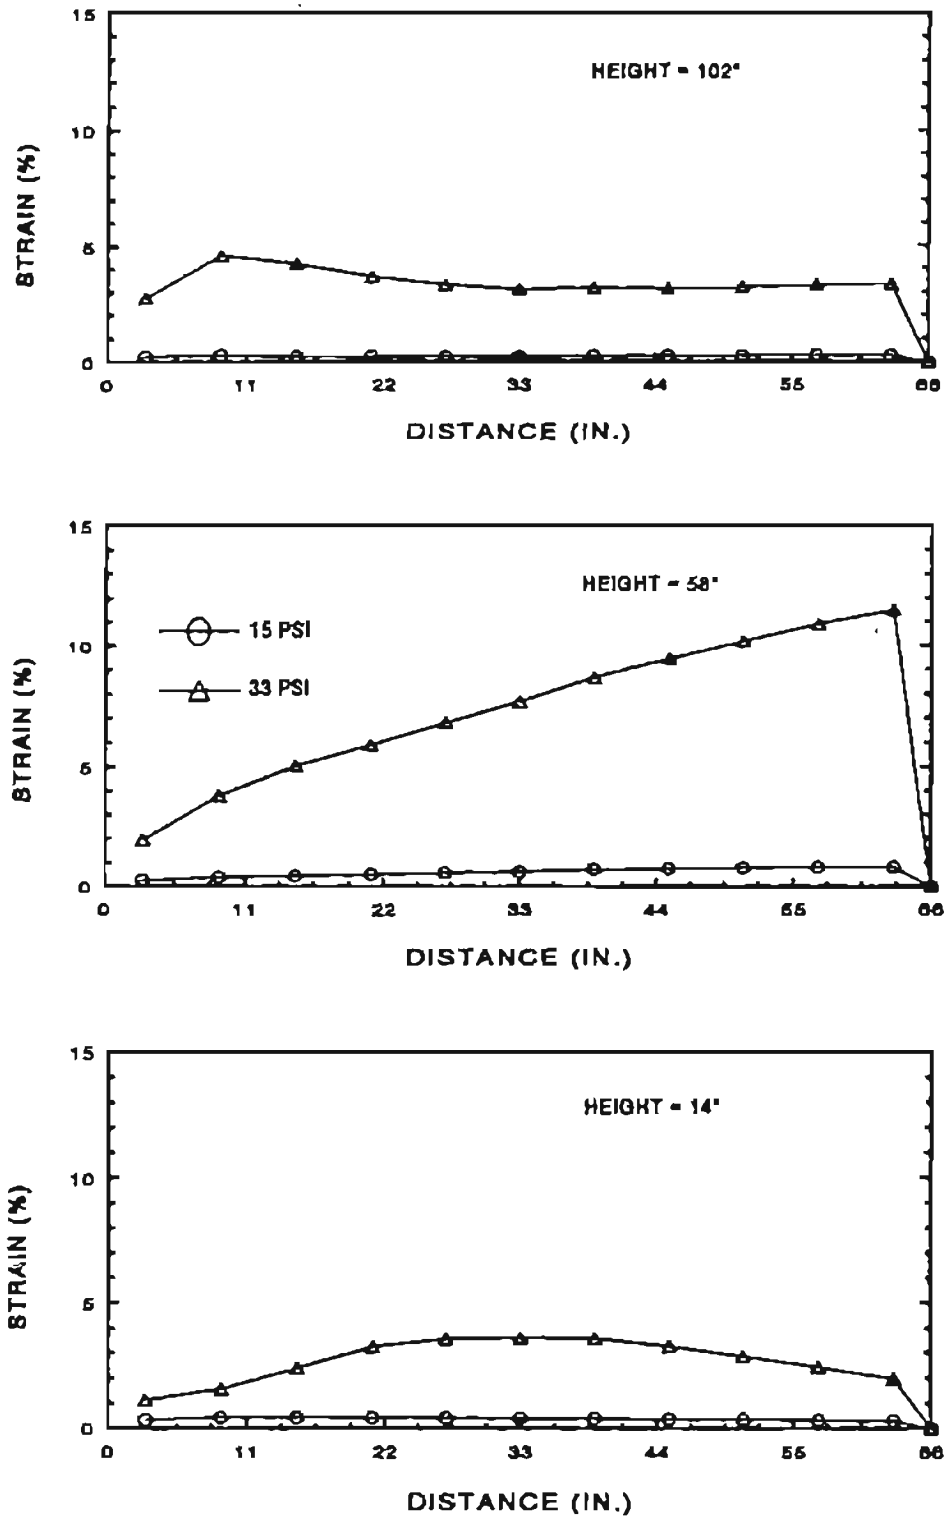 15
HEIGHT = 102"
10
STRAIN (%)
5
0
0 11 22 33 44 55 66
DISTANCE (IN.)
15
HEIGHT = 58"
15 PSI
10
33 PSI
STRAIN (%)
5
0
0 11 22 33 44 55 66
DISTANCE (IN.)
15
HEIGHT = 14"
10
STRAIN (%)
5
0
0 11 22 33 44 55 66
DISTANCE (IN.)